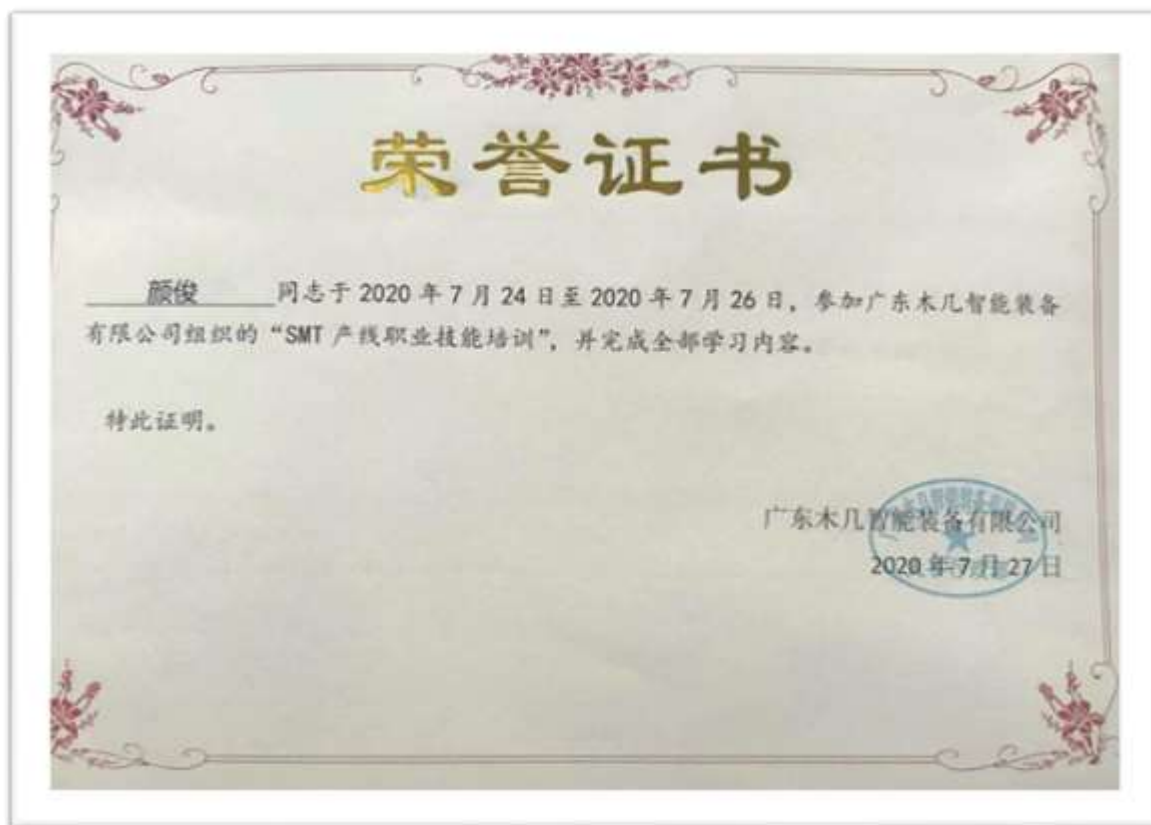 荣誉证书
颜俊 同志于 2020 年 7 月 24 日至 2020 年 7 月 26 日，参加广东木几智能装备
有限公司组织的“SMT 产线职业技能培训”，并完成全部学习内容。
特此证明。
广东木几智能装备有限公司
2020 年 7 月 27 日